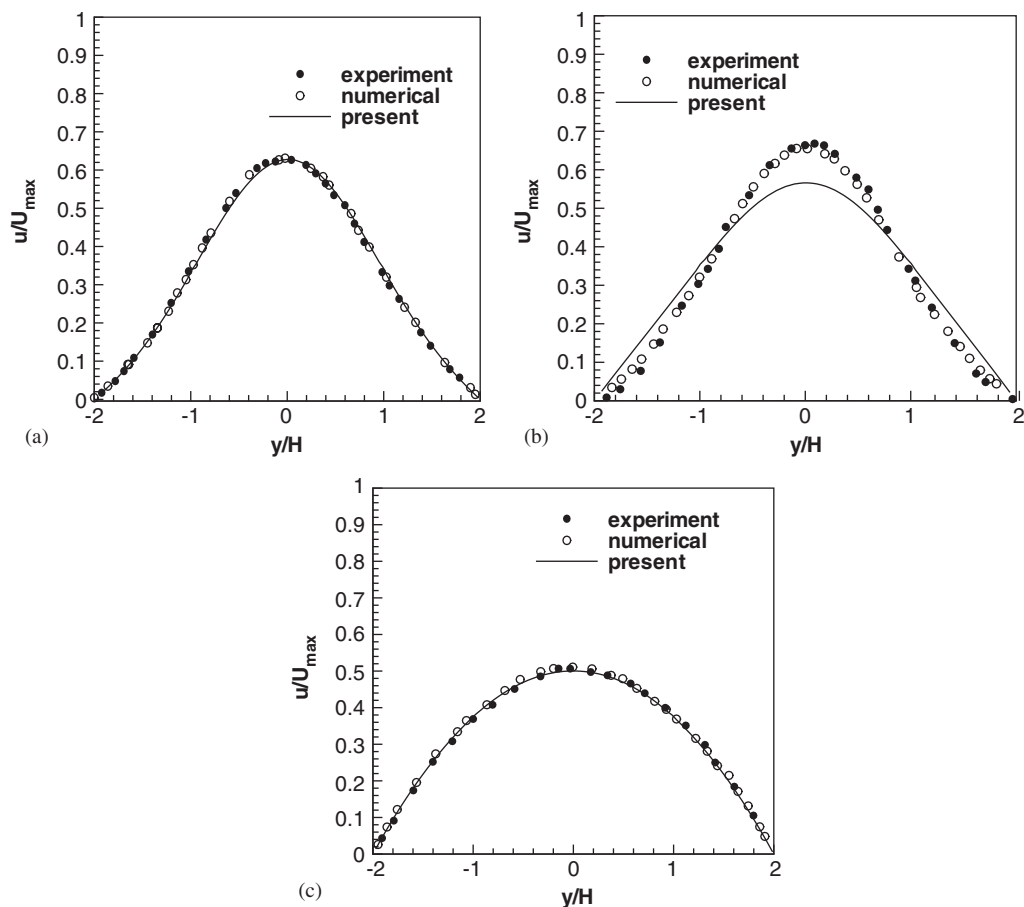 1
0.9
0.8
0.7
0.6
0.5
0.4
0.3
0.2
0.1
0
u/Umax
experiment
numerical
present
-2 -1 0 1 2
y/H
(a)
1
0.9
0.8
0.7
0.6
0.5
0.4
0.3
0.2
0.1
0
u/Umax
experiment
numerical
present
-2 -1 0 1 2
y/H
(b)
1
0.9
0.8
0.7
0.6
0.5
0.4
0.3
0.2
0.1
0
u/Umax
experiment
numerical
present
-2 -1 0 1 2
y/H
(c)